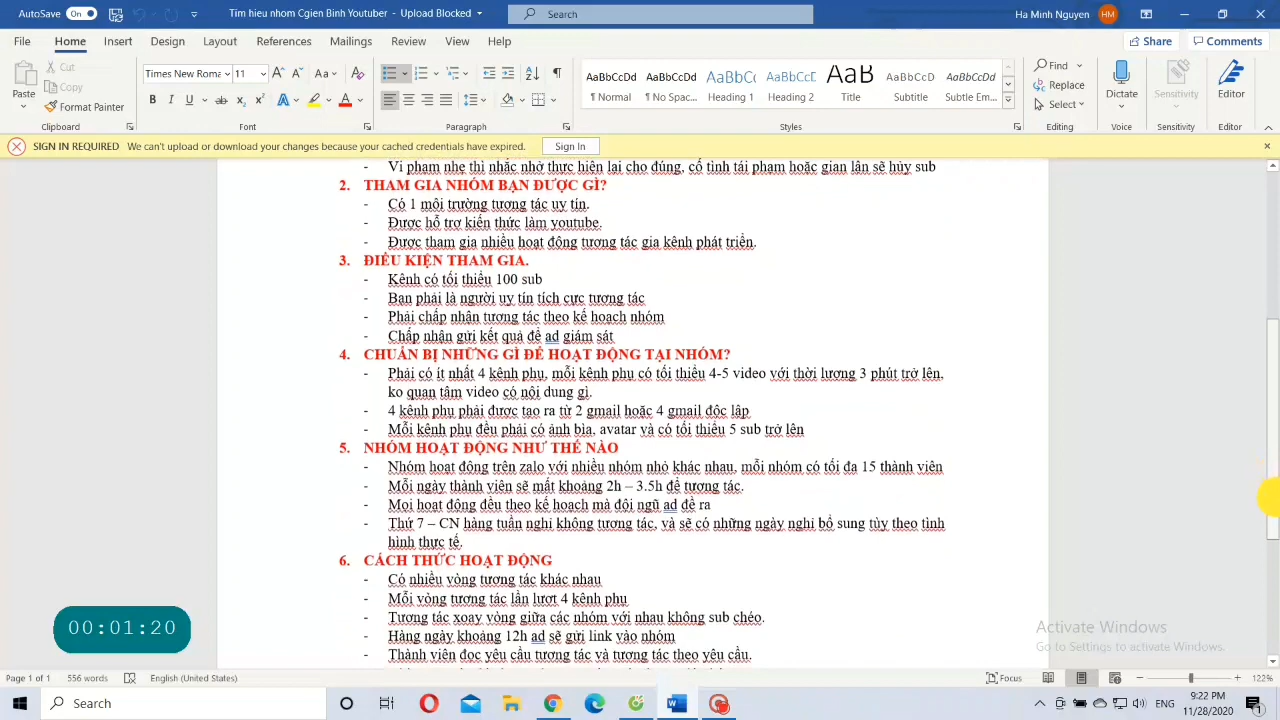 AutoSave On
Ban Hoc Cung Con Youtube Ban Hoc Cung Con Youtube - Saved
Search
Ha Minh Nguyen
File Home Insert Design Layout References Mailings Review View Help
Share Comments
Paste
Cut
Copy
Format Painter
Times New Roma 11
AaBbCcDd AaBbCcDd AaBbCc AaBbCcE AaB AaBbCcD AaBbCcDd
¶ Normal ¶ No Spac... Heading 1 Heading 2 Title Subtitle Subtle Em...
Find
Replace
Select
Dictate Sensitivity Editor
Clipboard Font Paragraph Styles Editing Voice Sensitivity Editor
SIGN IN REQUIRED We can't upload or download your changes because your cached credentials have expired. Sign In
- Vi phạm nhẹ thì nhắc nhở thực hiện lại cho đúng, cố tình tái phạm hoặc gian lận sẽ hủy sub
2. THAM GIA NHÓM BẠN ĐƯỢC GÌ?
- Có 1 môi trường tương tác uy tín.
- Được hỗ trợ kiến thức làm youtube.
- Được tham gia nhiều hoạt động tương tác gia kênh phát triển.
3. ĐIỀU KIỆN THAM GIA.
- Kênh có tối thiểu 100 sub
- Bạn phải là người uy tín tích cực tương tác
- Phải chấp nhận tương tác theo kế hoạch nhóm
- Chấp nhận gửi kết quả để ad giám sát
4. CHUẨN BỊ NHỮNG GÌ ĐỂ HOẠT ĐỘNG TẠI NHÓM?
- Phải có ít nhất 4 kênh phụ, mỗi kênh phụ có tối thiểu 4-5 video với thời lượng 3 phút trở lên,
ko quan tâm video có nội dung gì.
- 4 kênh phụ phải được tạo ra từ 2 gmail hoặc 4 gmail độc lập
- Mỗi kênh phụ đều phải có ảnh bìa, avatar và có tối thiểu 5 sub trở lên
5. NHÓM HOẠT ĐỘNG NHƯ THẾ NÀO
- Nhóm hoạt động trên zalo với nhiều nhóm nhỏ khác nhau, mỗi nhóm có tối đa 15 thành viên
- Mỗi ngày thành viên sẽ mất khoảng 2h – 3.5h để tương tác.
- Mọi hoạt động đều theo kế hoạch mà đội ngũ ad đề ra
- Thứ 7 – CN hàng tuần nghỉ không tương tác, và sẽ có những ngày nghỉ bổ sung tùy theo tình
hình thực tế.
6. CÁCH THỨC HOẠT ĐỘNG
- Có nhiều vòng tương tác khác nhau
- Mỗi vòng tương tác lần lượt 4 kênh phụ
- Tương tác xoay vòng giữa các nhóm với nhau không sub chéo.
- Hàng ngày khoảng 12h ad sẽ gửi link vào nhóm
- Thành viên đọc yêu cầu tương tác và tương tác theo yêu cầu.
00:01:20
Activate Windows
Go to Settings to activate Windows.
Page 1 of 1 556 words English (United States) Focus 122%
Search
9:22 PM
11/28/2020